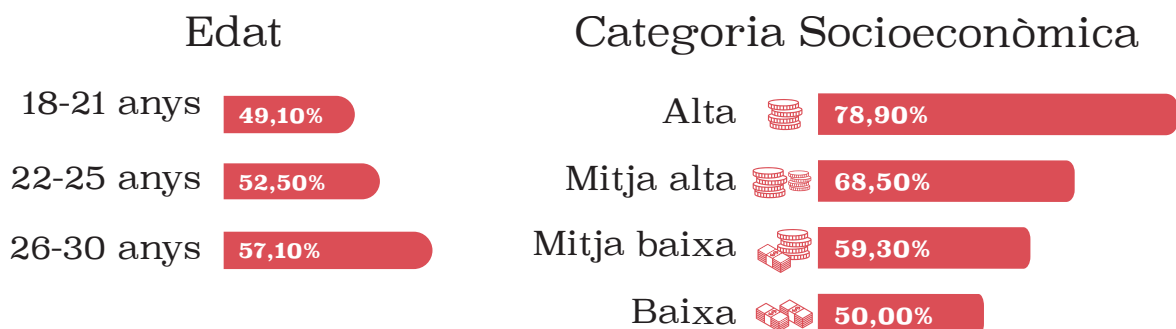 Edat
18-21 anys 49,10%
22-25 anys 52,50%
26-30 anys 57,10%
Categoria Socioeconòmica
Alta 78,90%
Mitja alta 68,50%
Mitja baixa 59,30%
Baixa 50,00%